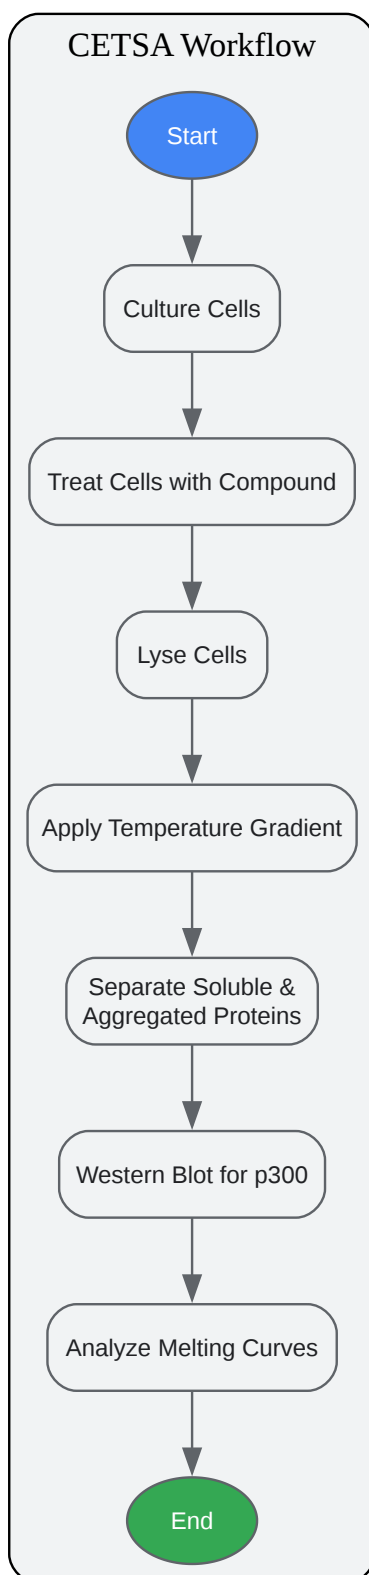 CETSA Workflow
Start
Culture Cells
Treat Cells with Compound
Lyse Cells
Apply Temperature Gradient
Separate Soluble &
Aggregated Proteins
Western Blot for p300
Analyze Melting Curves
End